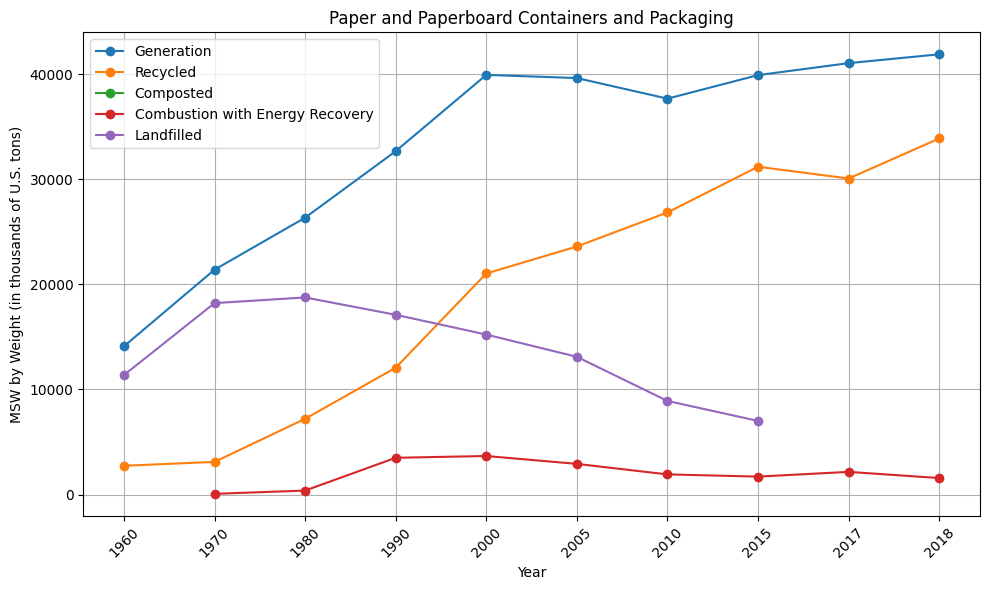 Paper and Paperboard Containers and Packaging
Generation
Recycled
Composted
Combustion with Energy Recovery
Landfilled
MSW by Weight (in thousands of U.S. tons)
40000
30000
20000
10000
0
1960
1970
1980
1990
2000
2005
2010
2015
2017
2018
Year